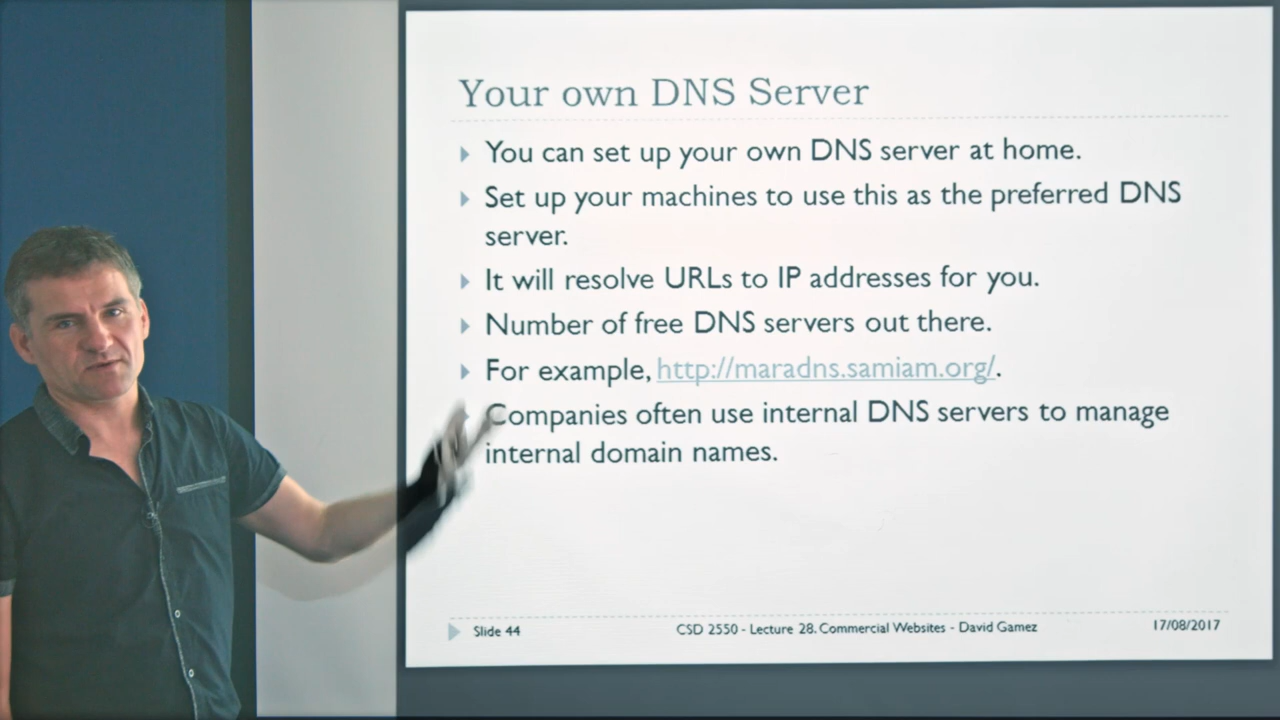 Your own DNS Server
You can set up your own DNS server at home.
Set up your machines to use this as the preferred DNS
server.
It will resolve URLs to IP addresses for you.
Number of free DNS servers out there.
For example, http://maradns.samiam.org/.
Companies often use internal DNS servers to manage
internal domain names.
Slide 44 CSD 2550 - Lecture 28. Commercial Websites - David Gamez 17/08/2017